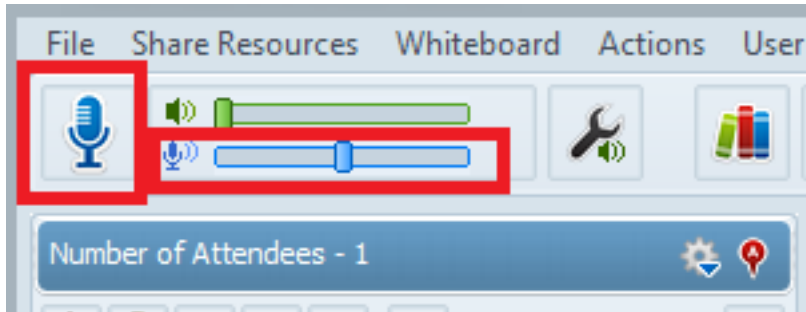 File Share Resources Whiteboard Actions User
Number of Attendees - 1